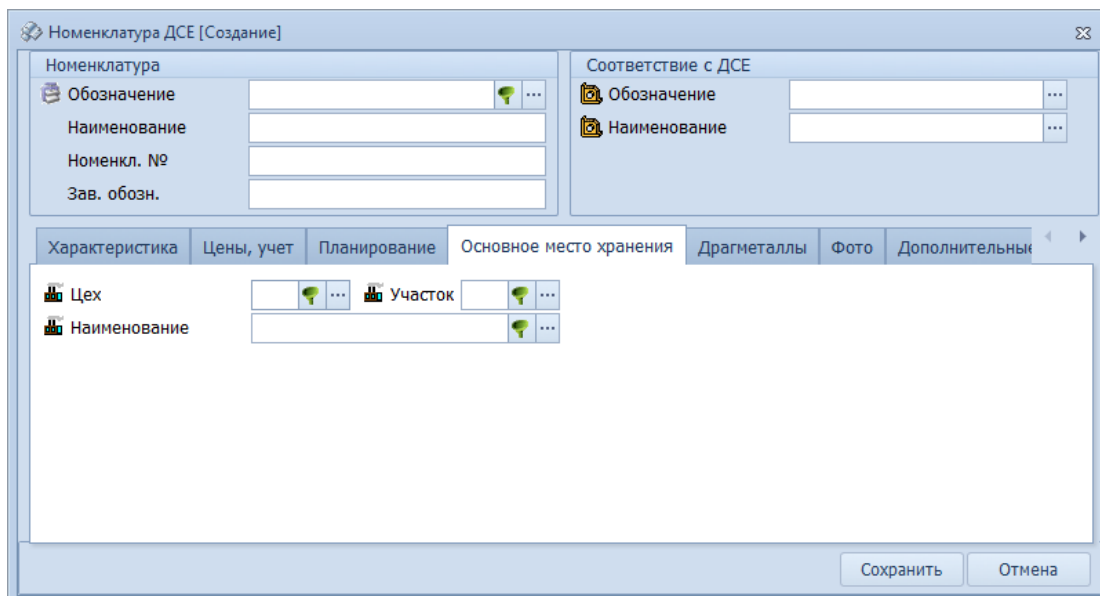 Номенклатура ДСЕ [Создание]
Номенклатура
Обозначение
Наименование
Номенкл. №
Зав. обозн.
Соответствие с ДСЕ
Обозначение
Наименование
Характеристика Цены, учет Планирование Основное место хранения Драгметаллы Фото Дополнительные
Цех Участок
Наименование
Сохранить Отмена